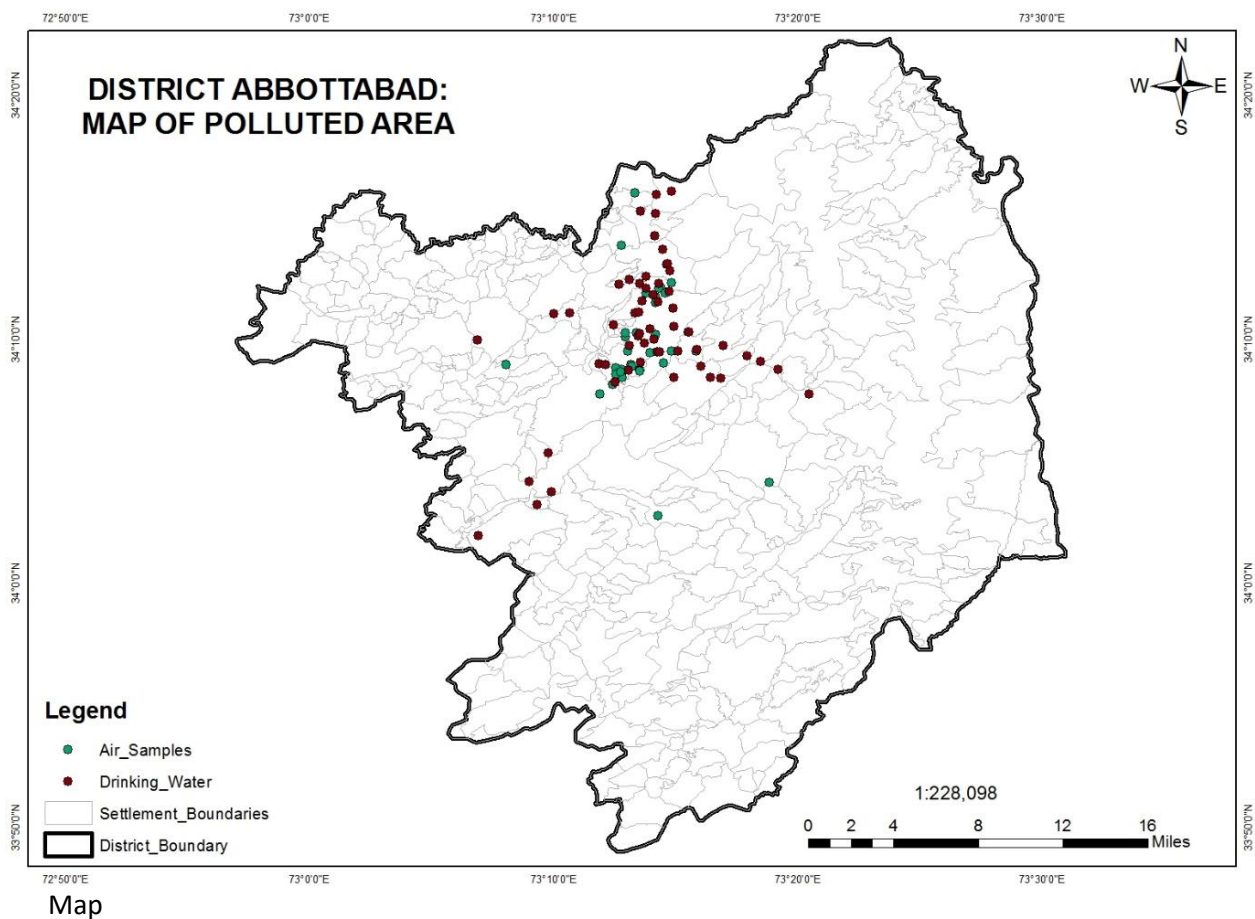 72°50'0"E 73°0'0"E 73°10'0"E 73°20'0"E 73°30'0"E
N
W E
S
DISTRICT ABBOTTABAD:
MAP OF POLLUTED AREA
34°20'0"N 34°20'0"N
34°10'0"N 34°10'0"N
34°0'0"N 34°0'0"N
33°50'0"N 33°50'0"N
Legend
Air_Samples
Drinking_Water
Settlement_Boundaries
District_Boundary
1:228,098
0 2 4 8 12 16
Miles
72°50'0"E 73°0'0"E 73°10'0"E 73°20'0"E 73°30'0"E
Map